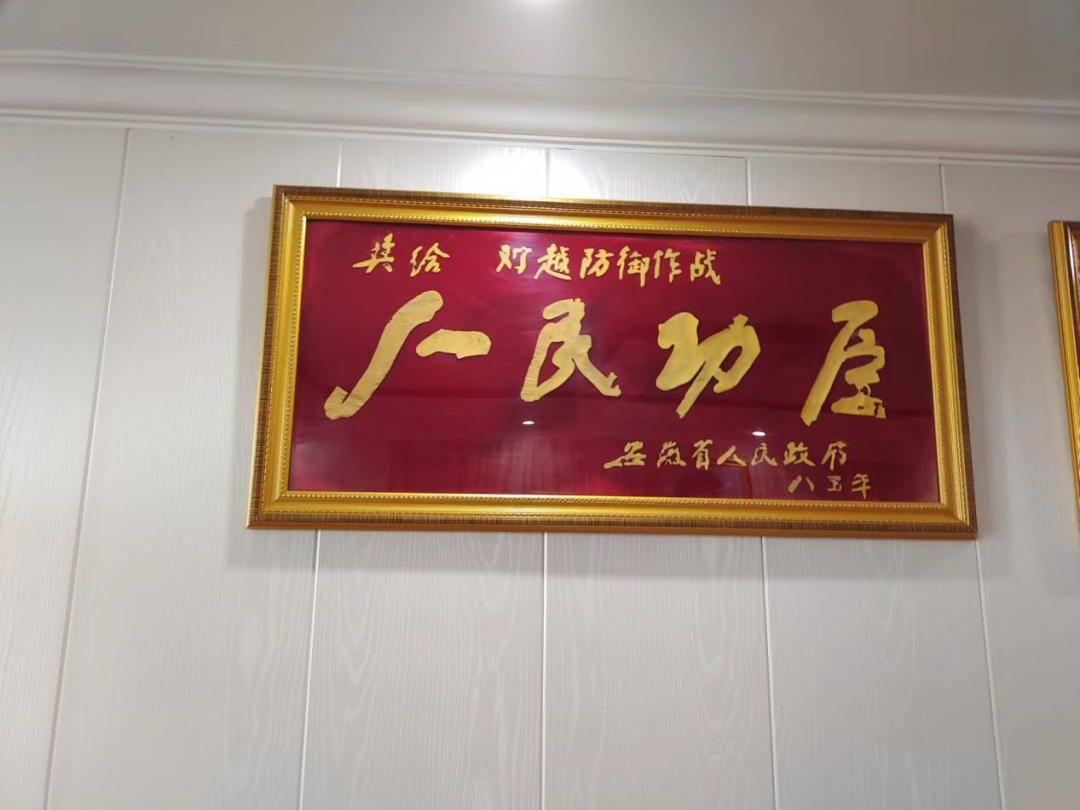 奖给 对越防御作战
人民功臣
安徽省人民政府
八五年